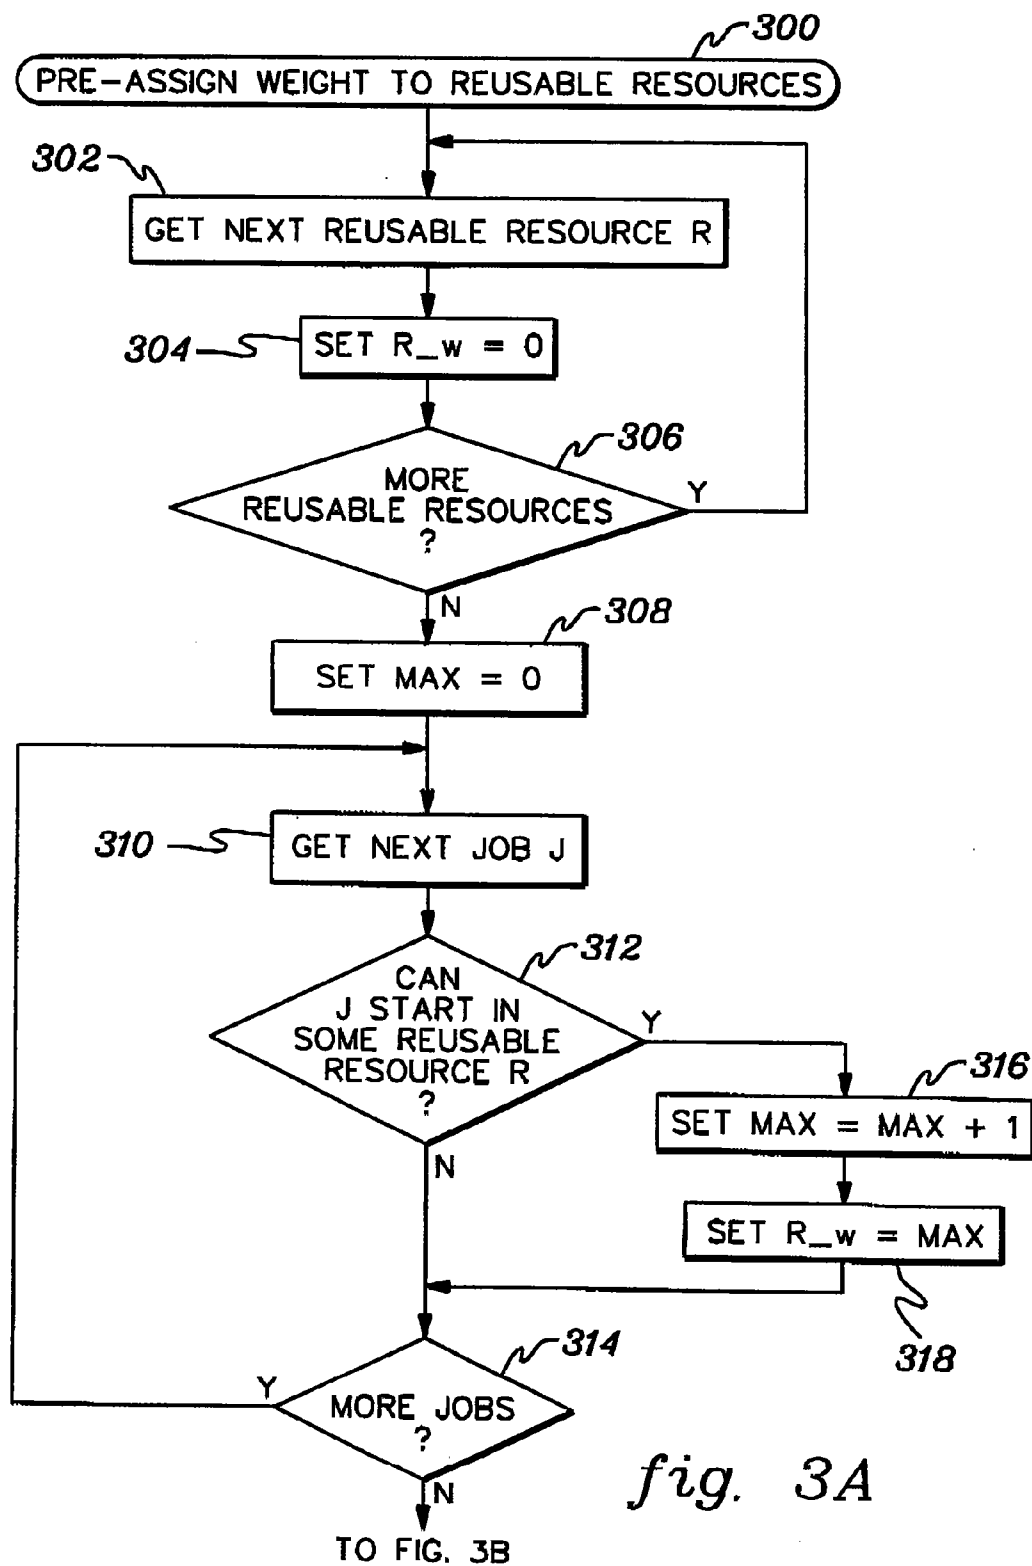 300
PRE-ASSIGN WEIGHT TO REUSABLE RESOURCES
302
GET NEXT REUSABLE RESOURCE R
304
SET R_w = 0
306
MORE
REUSABLE RESOURCES
?
Y
N
308
SET MAX = 0
310
GET NEXT JOB J
312
CAN
J START IN
SOME REUSABLE
RESOURCE R
?
Y
N
316
SET MAX = MAX + 1
SET R_w = MAX
318
314
MORE JOBS
?
Y
N
TO FIG. 3B
fig. 3A